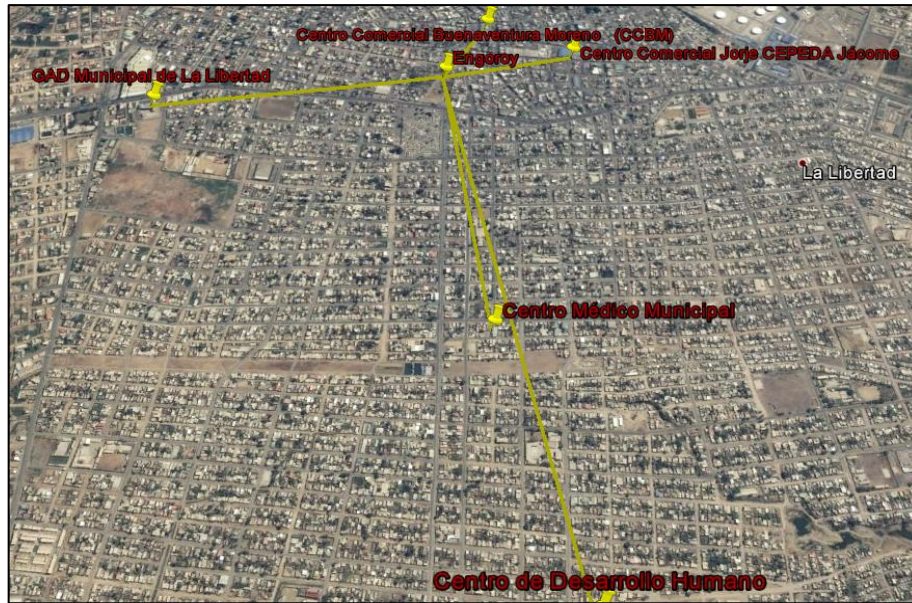 Centro Comercial Buenaventura Moreno (CCBM)
Engoroy
Centro Comercial Jorje CEPEDA Jácome
GAD Municipal de La Libertad
La Libertad
Centro Médico Municipal
Centro de Desarrollo Humano